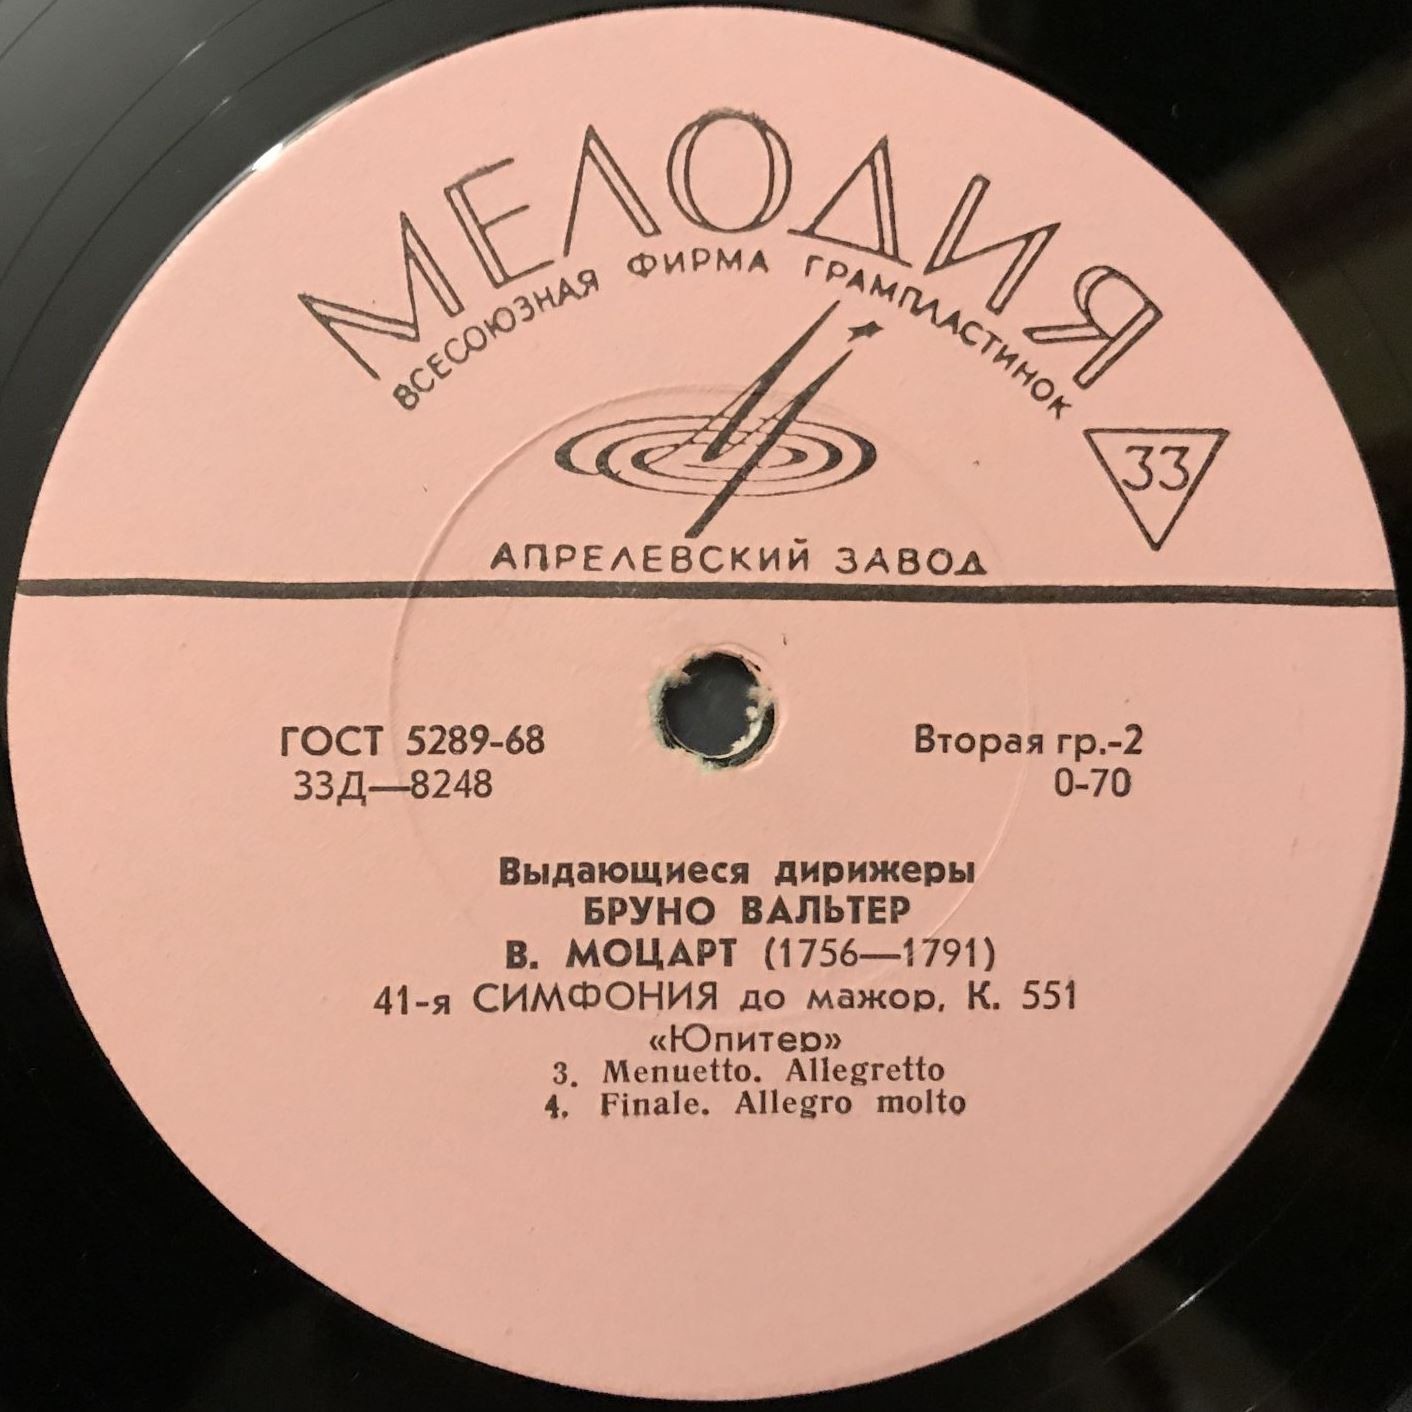 МЕЛОДИЯ
ВСЕСОЮЗНАЯ ФИРМА ГРАМПЛАСТИНОК
33
АПРЕЛЕВСКИЙ ЗАВОД
ГОСТ 5289-68
33Д—8248
Вторая гр.-2
0-70
Выдающиеся дирижеры
БРУНО ВАЛЬТЕР
В. МОЦАРТ (1756—1791)
41-я СИМФОНИЯ до мажор, К. 551
«Юпитер»
3. Menuetto. Allegretto
4. Finale. Allegro molto